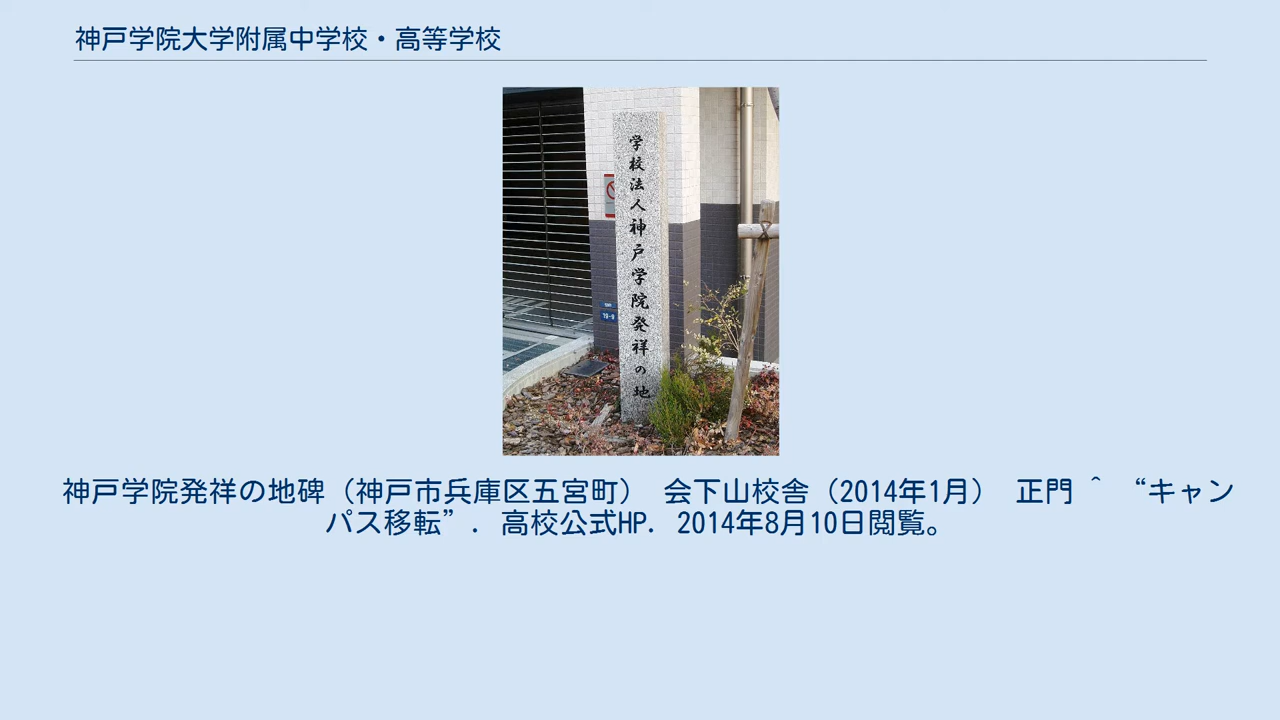 神戸学院大学附属中学校・高等学校
学校法人神戸学院発祥の地
神戸学院発祥の地碑（神戸市兵庫区五宮町） 会下山校舎（2014年1月） 正門 ^ “キャン
パス移転”. 高校公式HP. 2014年8月10日閲覧。